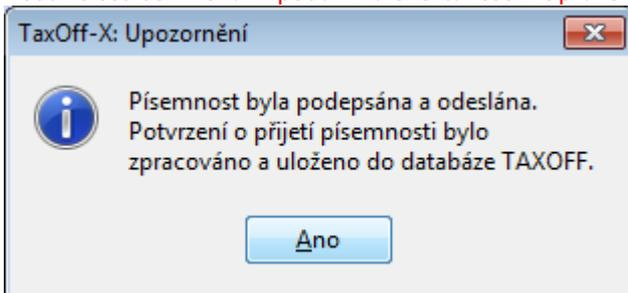 TaxOff-X: Upozornění
Písemnost byla podepsána a odeslána.
Potvrzení o přijetí písemnosti bylo
zpracováno a uloženo do databáze TAXOFF.
Ano